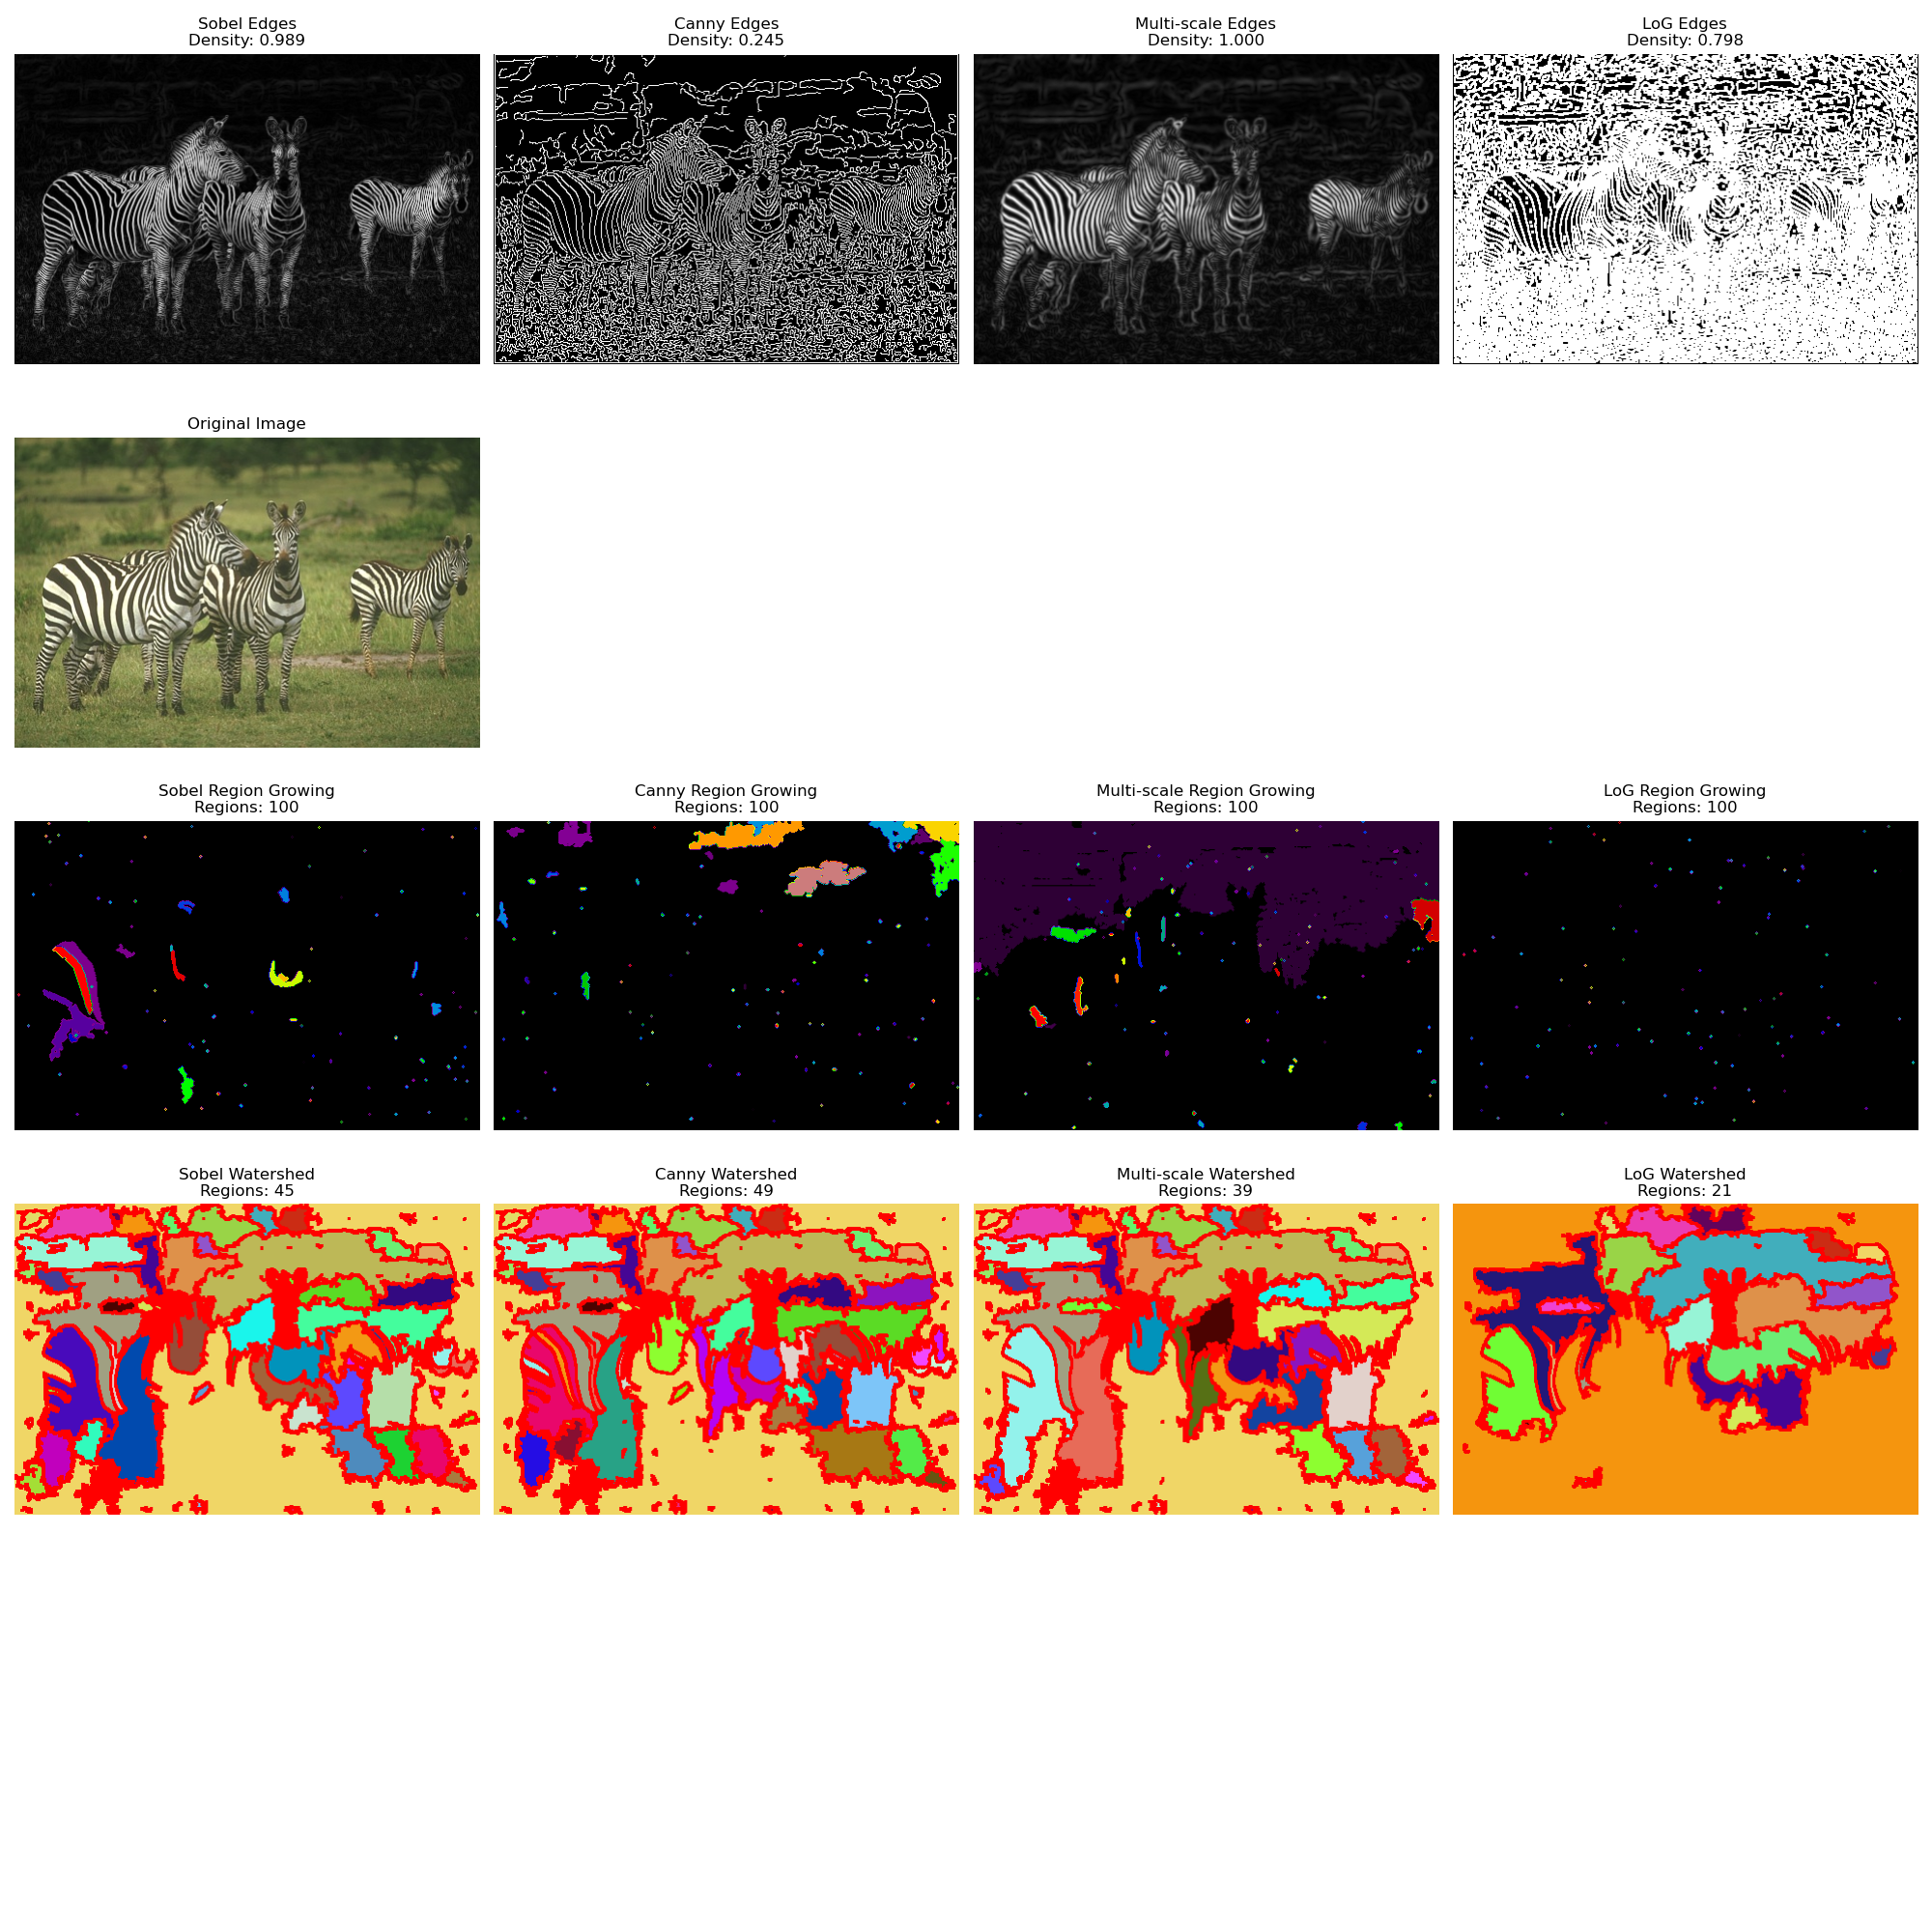 Sobel Edges
Density: 0.989
Canny Edges
Density: 0.245
Multi-scale Edges
Density: 1.000
LoG Edges
Density: 0.798
Original Image
Sobel Region Growing
Regions: 100
Canny Region Growing
Regions: 100
Multi-scale Region Growing
Regions: 100
LoG Region Growing
Regions: 100
Sobel Watershed
Regions: 45
Canny Watershed
Regions: 49
Multi-scale Watershed
Regions: 39
LoG Watershed
Regions: 21